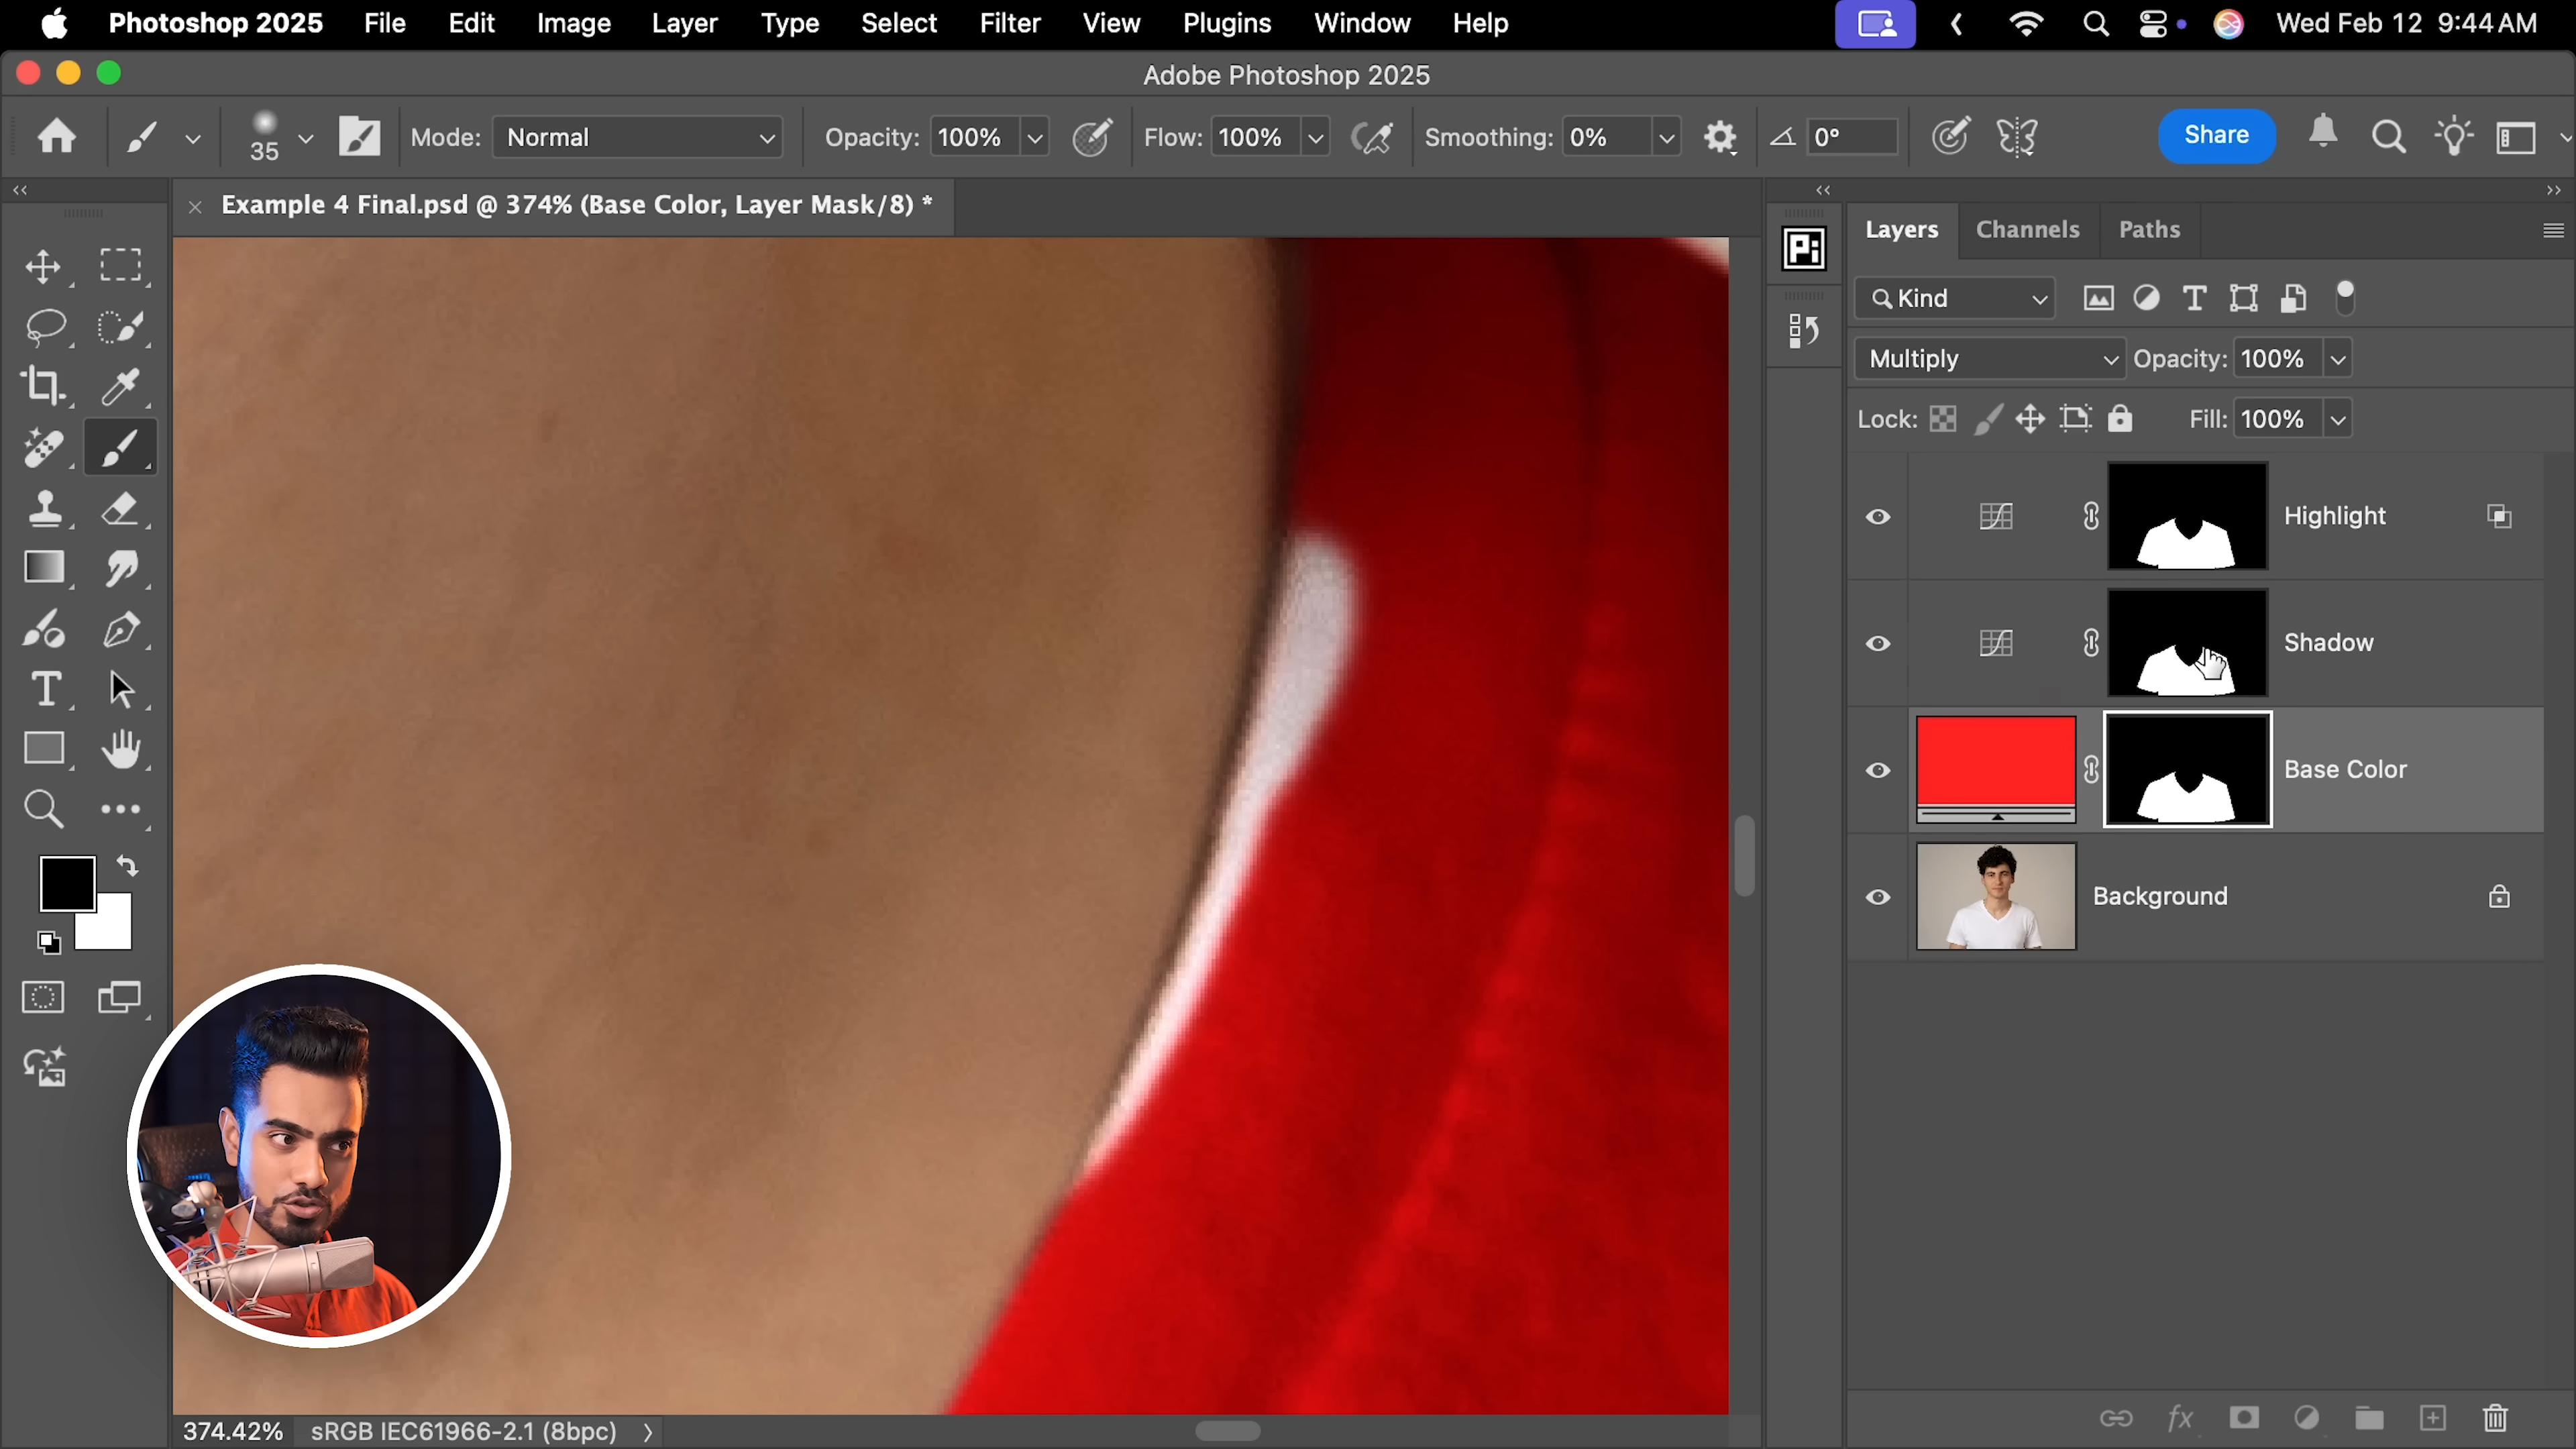 Photoshop 2025 File Edit Image Layer Type Select Filter View Plugins Window Help Wed Feb 12 9:44 AM
Adobe Photoshop 2025
35 Mode: Normal Opacity: 100% Flow: 100% Smoothing: 0% 0° Share
Example 4 Final.psd @ 374% (Base Color, Layer Mask/8) *
Pi
Layers Channels Paths
Kind
Multiply Opacity: 100%
Lock: Fill: 100%
Highlight
Shadow
Base Color
Background
fx
374.42% sRGB IEC61966-2.1 (8bpc)